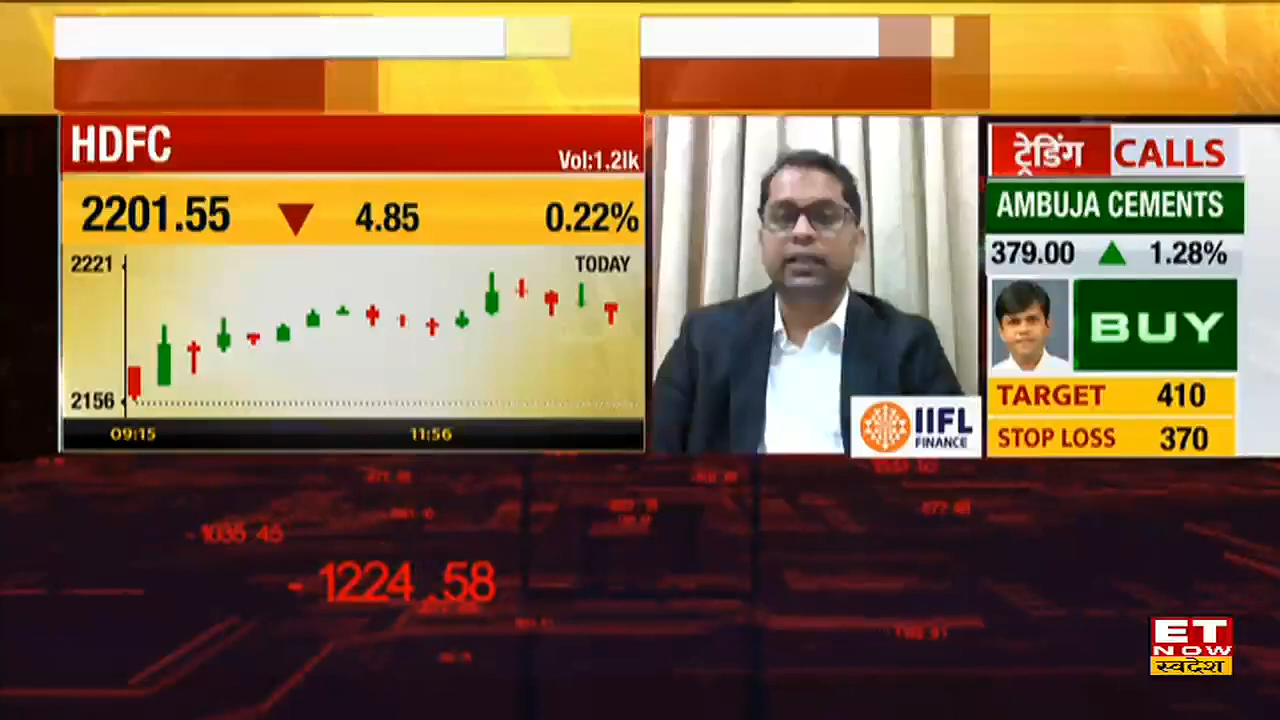 HDFC
Vol:1.2lk
2201.55 ▼ 4.85 0.22%
2221
TODAY
2156
09:15 11:56
IIFL
FINANCE
ट्रेडिंग CALLS
AMBUJA CEMENTS
379.00 ▲ 1.28%
BUY
TARGET 410
STOP LOSS 370
- 1035 45
- 1224 .58
ET
NOW
स्वदेश